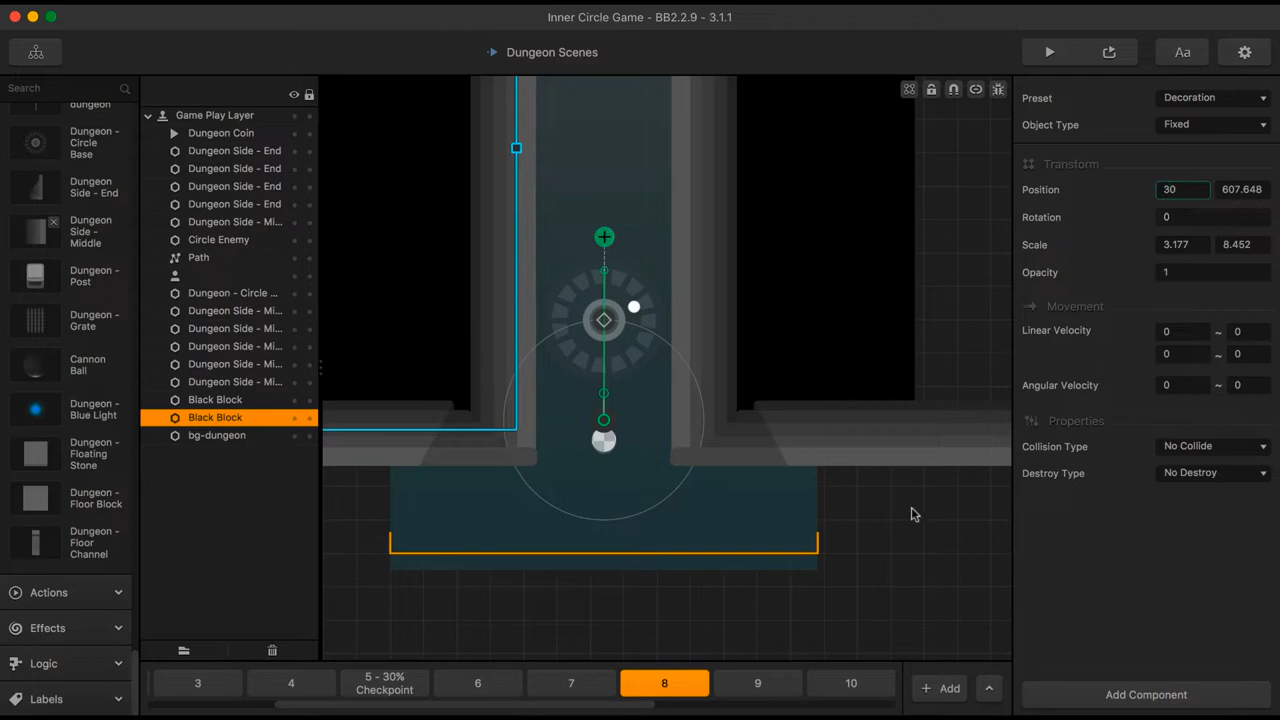 Inner Circle Game - BB2.2.9 - 3.1.1
Dungeon Scenes
Aa
Search
dungeon
Dungeon -
Circle
Base
Dungeon
Side - End
Dungeon
Side -
Middle
Dungeon -
Post
Dungeon -
Grate
Cannon
Ball
Dungeon -
Blue Light
Dungeon -
Floating
Stone
Dungeon -
Floor Block
Dungeon -
Floor
Channel
Actions
Effects
Logic
Labels
Game Play Layer
Dungeon Coin
Dungeon Side - End
Dungeon Side - End
Dungeon Side - End
Dungeon Side - End
Dungeon Side - Mi...
Circle Enemy
Path
Dungeon - Circle ...
Dungeon Side - Mi...
Dungeon Side - Mi...
Dungeon Side - Mi...
Dungeon Side - Mi...
Dungeon Side - Mi...
Black Block
Black Block
bg-dungeon
3
4
5 - 30%
Checkpoint
6
7
8
9
10
+ Add
Preset Decoration
Object Type Fixed
Transform
Position 30 607.648
Rotation 0
Scale 3.177 8.452
Opacity 1
Movement
Linear Velocity 0 ~ 0
0 ~ 0
Angular Velocity 0 ~ 0
Properties
Collision Type No Collide
Destroy Type No Destroy
Add Component